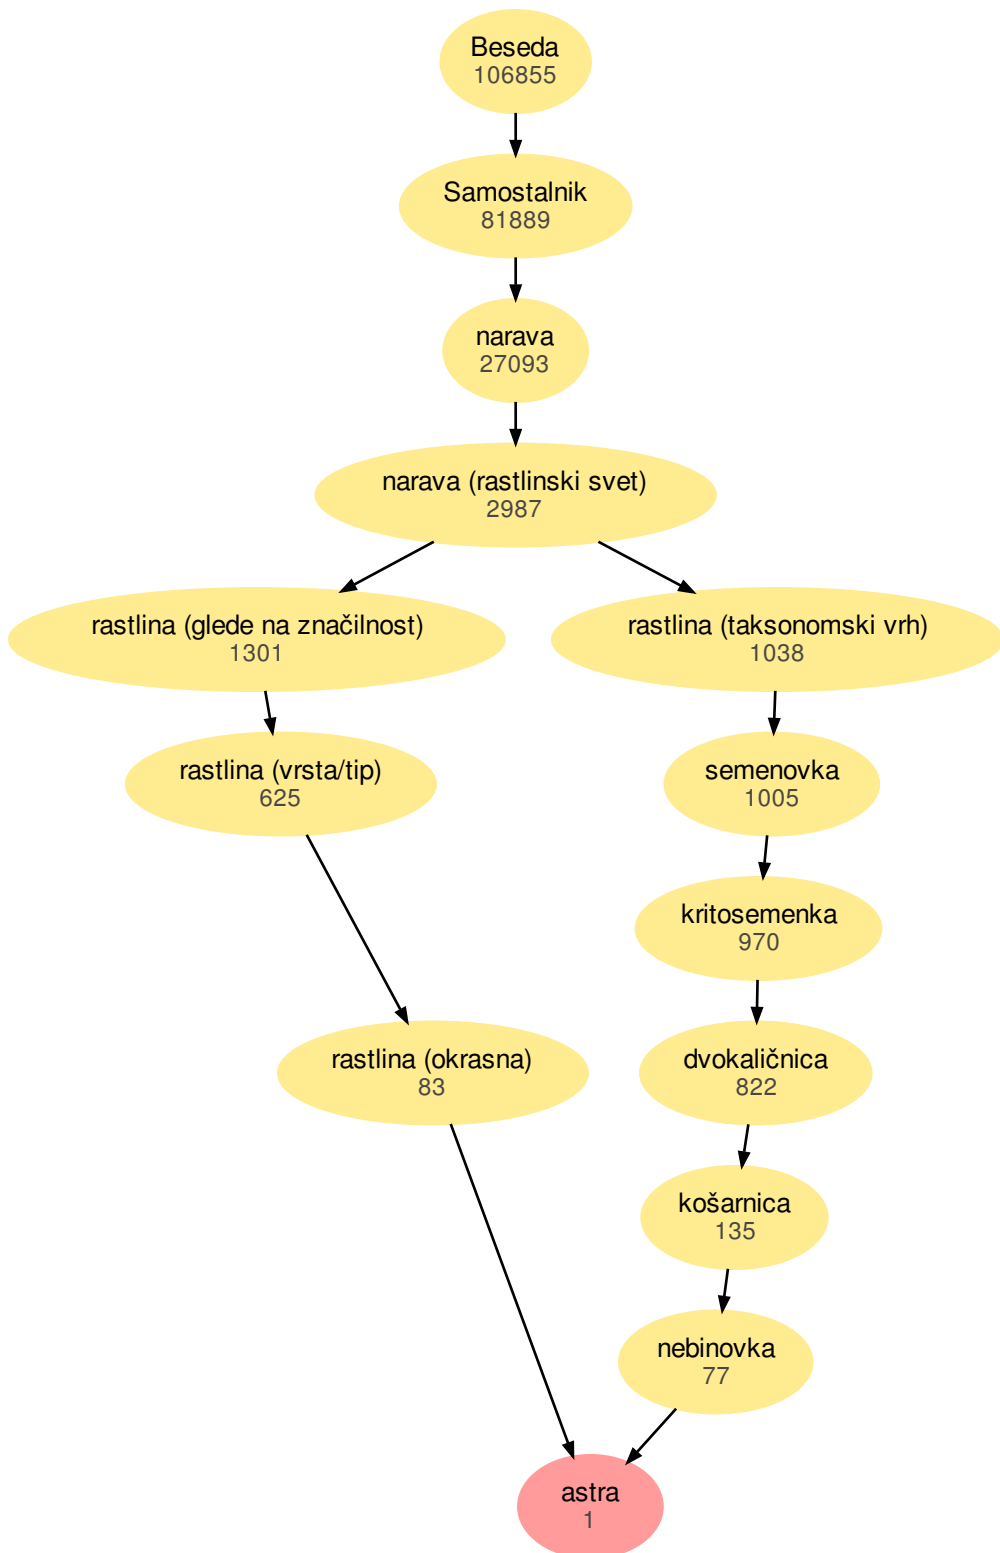 Beseda
106855
Samostalnik
81889
narava
27093
narava (rastlinski svet)
2987
rastlina (glede na značilnost)
1301
rastlina (taksonomski vrh)
1038
rastlina (vrsta/tip)
625
semenovka
1005
kritosemenka
970
rastlina (okrasna)
83
dvokaličnica
822
košarnica
135
nebinovka
77
astra
1